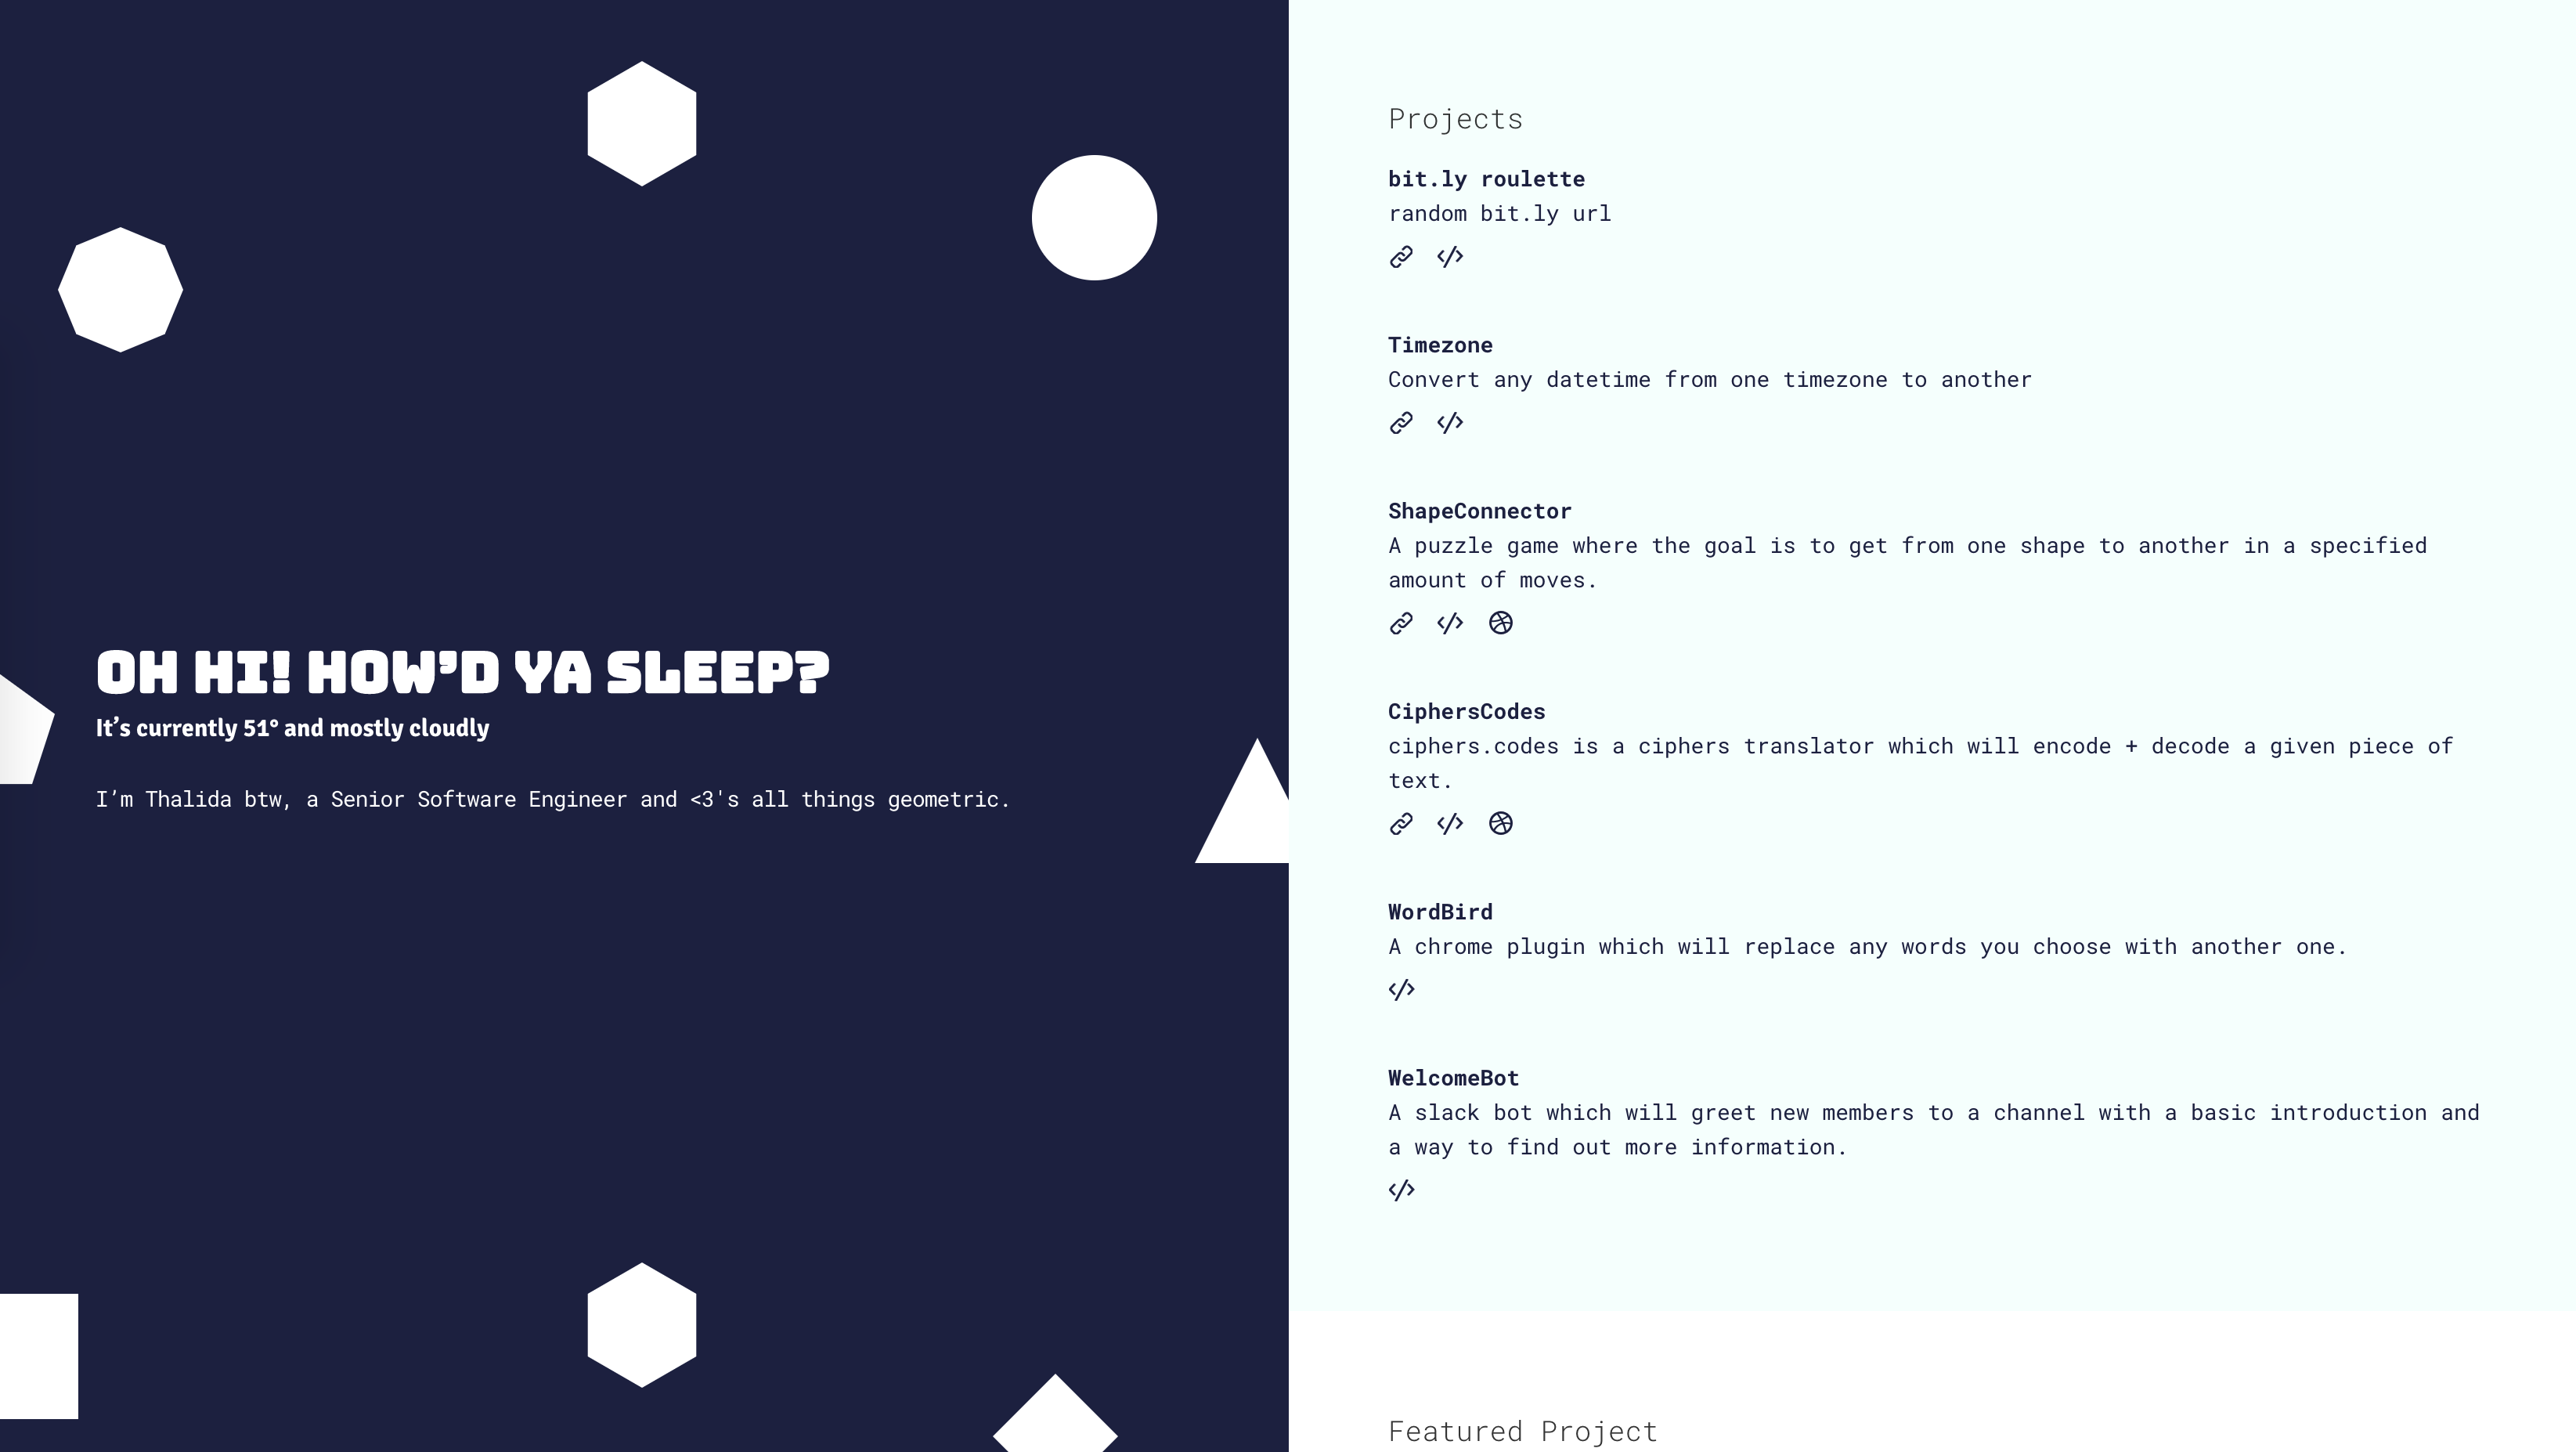 OH HI! HOW’D YA SLEEP?
It’s currently 51° and mostly cloudly
I’m Thalida btw, a Senior Software Engineer and <3's all things geometric.
Projects
bit.ly roulette
random bit.ly url
Timezone
Convert any datetime from one timezone to another
ShapeConnector
A puzzle game where the goal is to get from one shape to another in a specified
amount of moves.
CiphersCodes
ciphers.codes is a ciphers translator which will encode + decode a given piece of
text.
WordBird
A chrome plugin which will replace any words you choose with another one.
WelcomeBot
A slack bot which will greet new members to a channel with a basic introduction and
a way to find out more information.
Featured Project